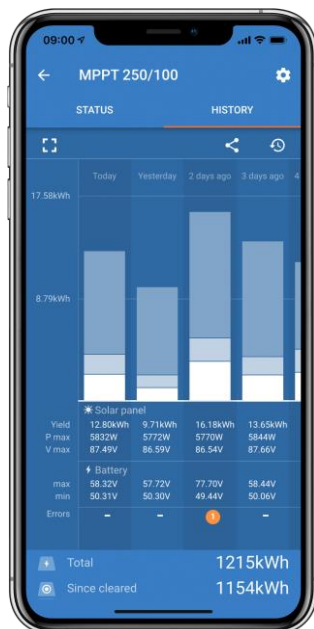 09:00
MPPT 250/100
STATUS HISTORY
Today Yesterday 2 days ago 3 days ago 4
17.58kWh
8.79kWh
Solar panel
Yield 12.80kWh 9.71kWh 16.18kWh 13.65kWh
P max 5832W 5772W 5770W 5844W
V max 87.49V 86.59V 86.54V 87.66V
Battery
max 58.32V 57.72V 77.70V 58.44V
min 50.31V 50.30V 49.44V 50.06V
Errors – – 1 –
Total 1215kWh
Since cleared 1154kWh